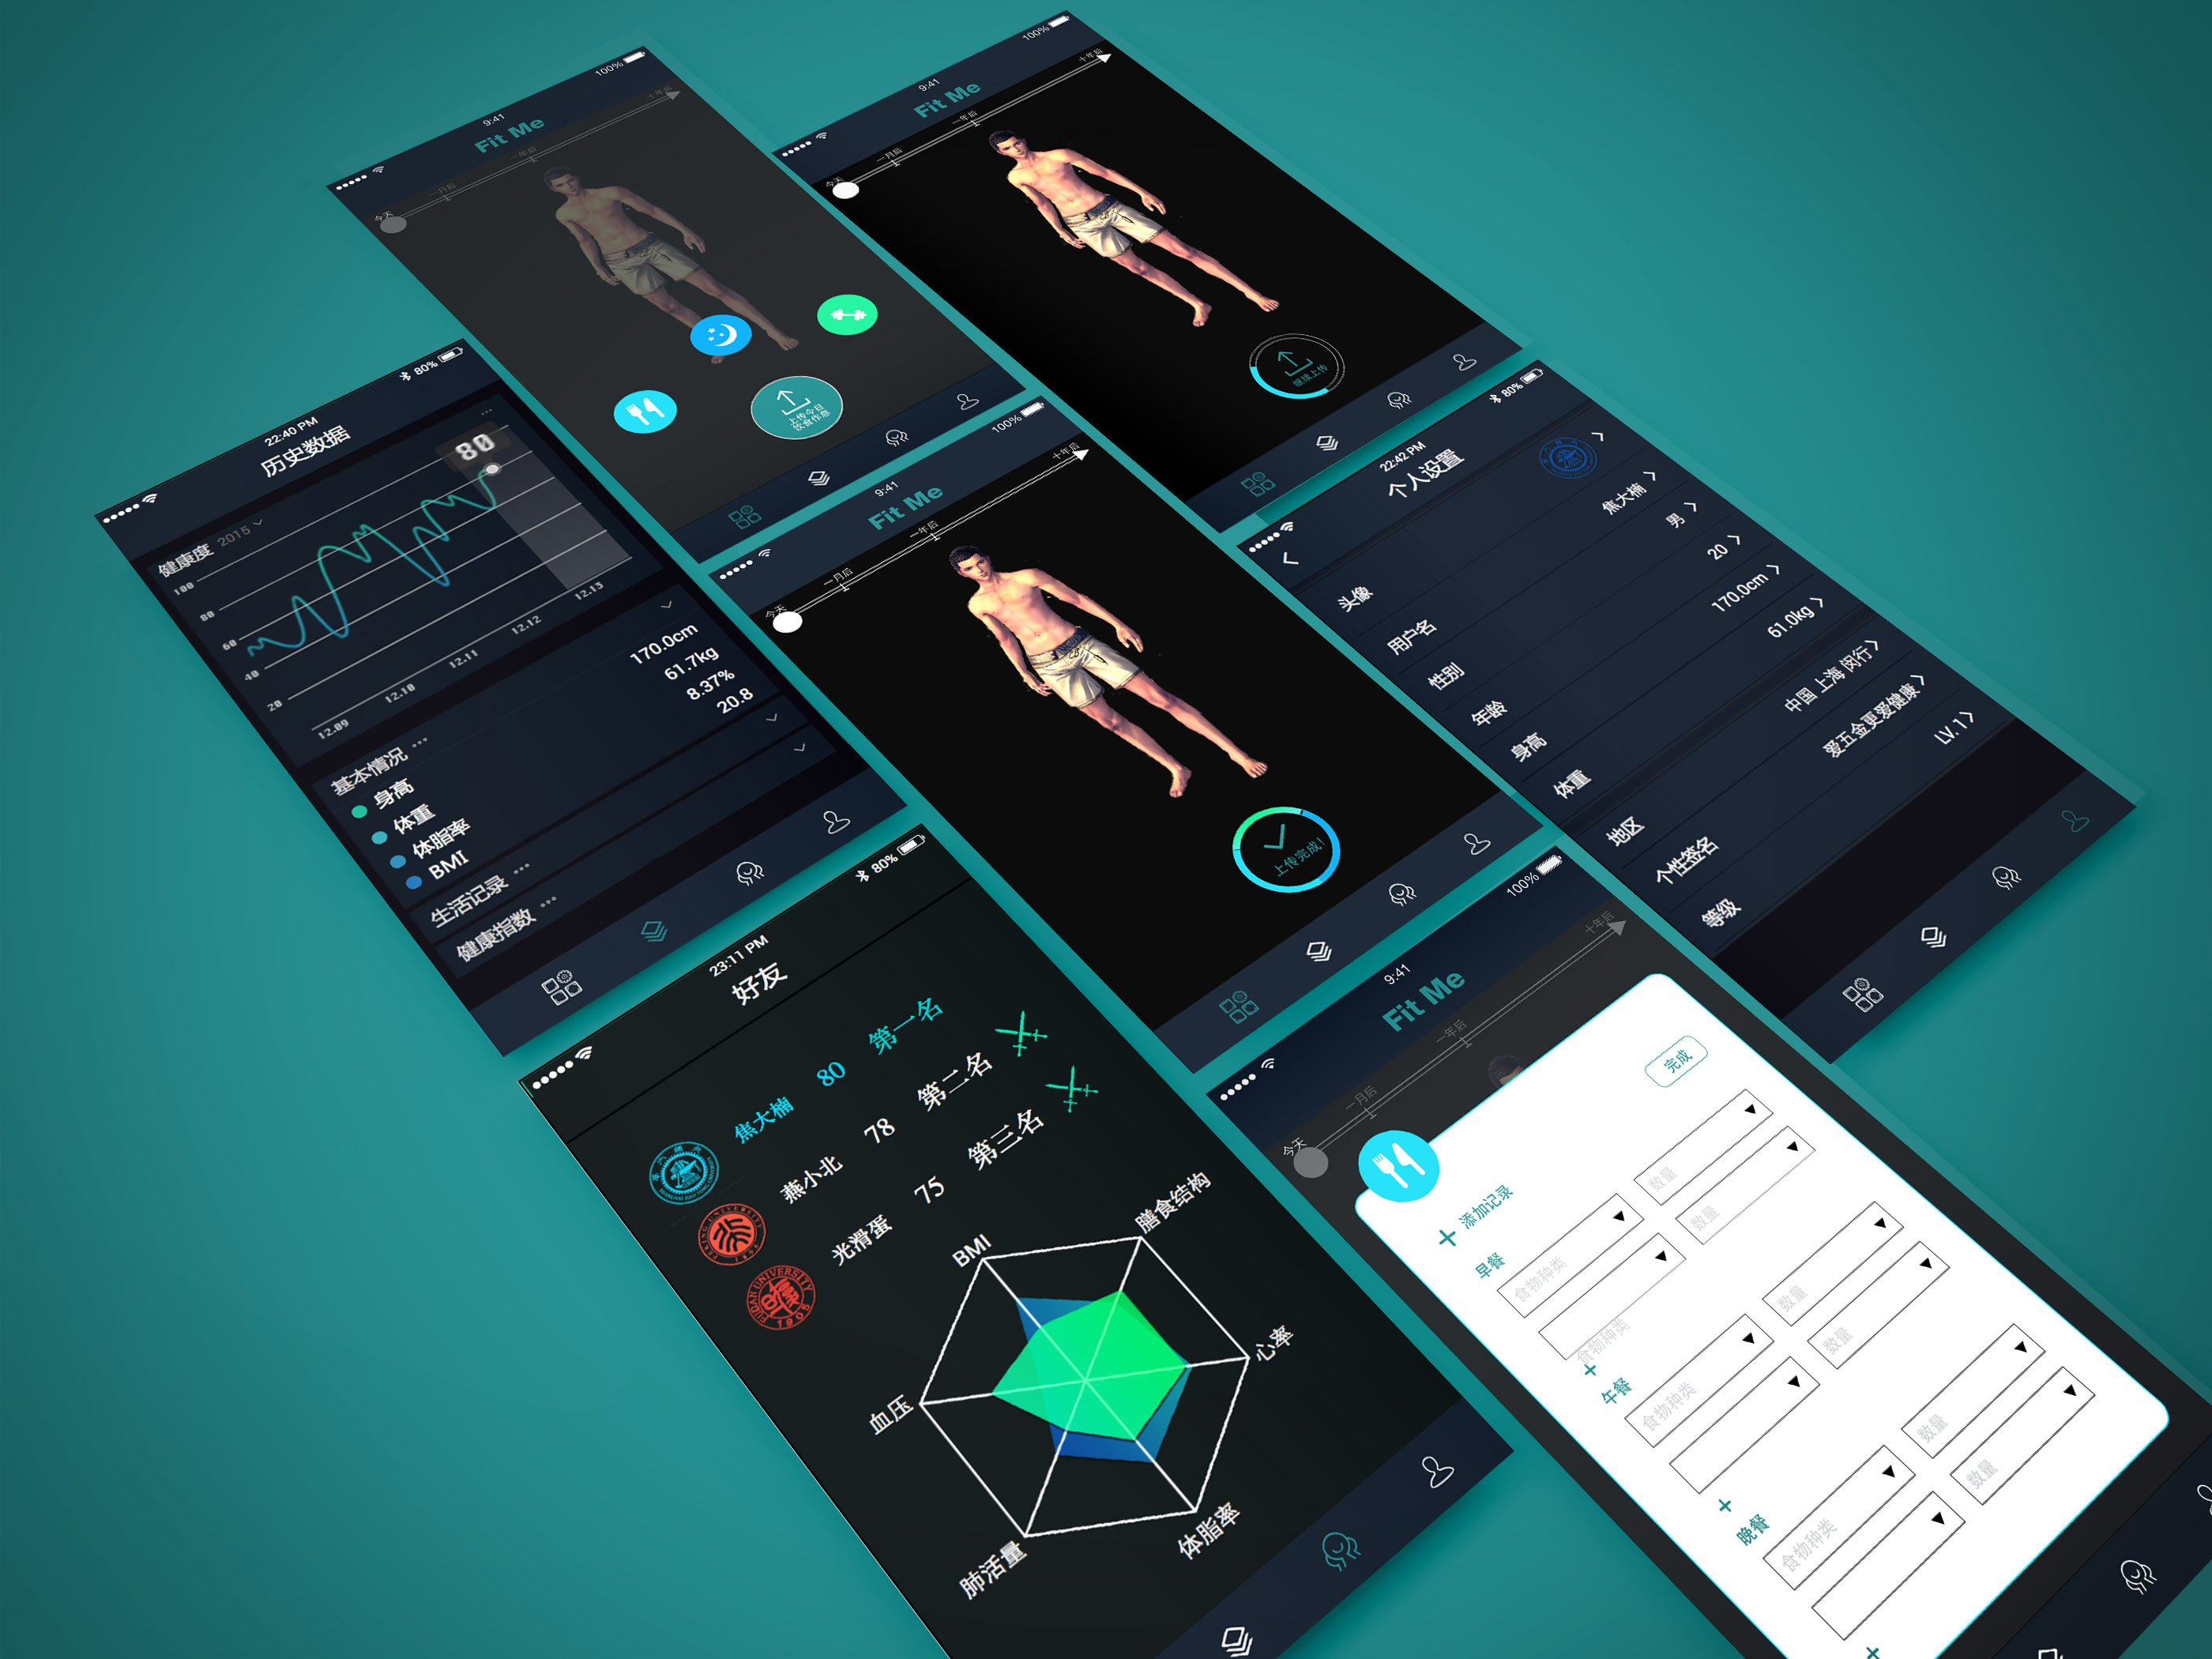 100%
9:41
Fit Me
今天
一月后
一年后
十年后
上传今日
饮食作息
100%
9:41
Fit Me
今天
一月后
一年后
十年后
继续上传
80%
22:40 PM
历史数据
健康度 2015
80
100
80
60
40
20
12.09
12.10
12.11
12.12
12.13
基本情况
身高 170.0cm
体重 61.7kg
体脂率 8.37%
BMI 20.8
生活记录
健康指数
100%
9:41
Fit Me
今天
一月后
一年后
十年后
上传完成!
80%
22:42 PM
个人设置
头像
用户名 焦大楠
性别 男
年龄 20
身高 170.0cm
体重 61.0kg
地区 中国 上海 闵行
个性签名 爱五金更爱健康
等级 LV.1
80%
23:11 PM
好友
焦大楠 80 第一名
燕小北 78 第二名
光滑蛋 75 第三名
PEKING UNIVERSITY
1898
FUDAN UNIVERSITY
1905
BMI
膳食结构
心率
体脂率
肺活量
血压
100%
9:41
Fit Me
今天
一月后
一年后
十年后
完成
添加记录
早餐
食物种类 数量
食物种类 数量
午餐
食物种类 数量
数量
晚餐
食物种类 数量
数量